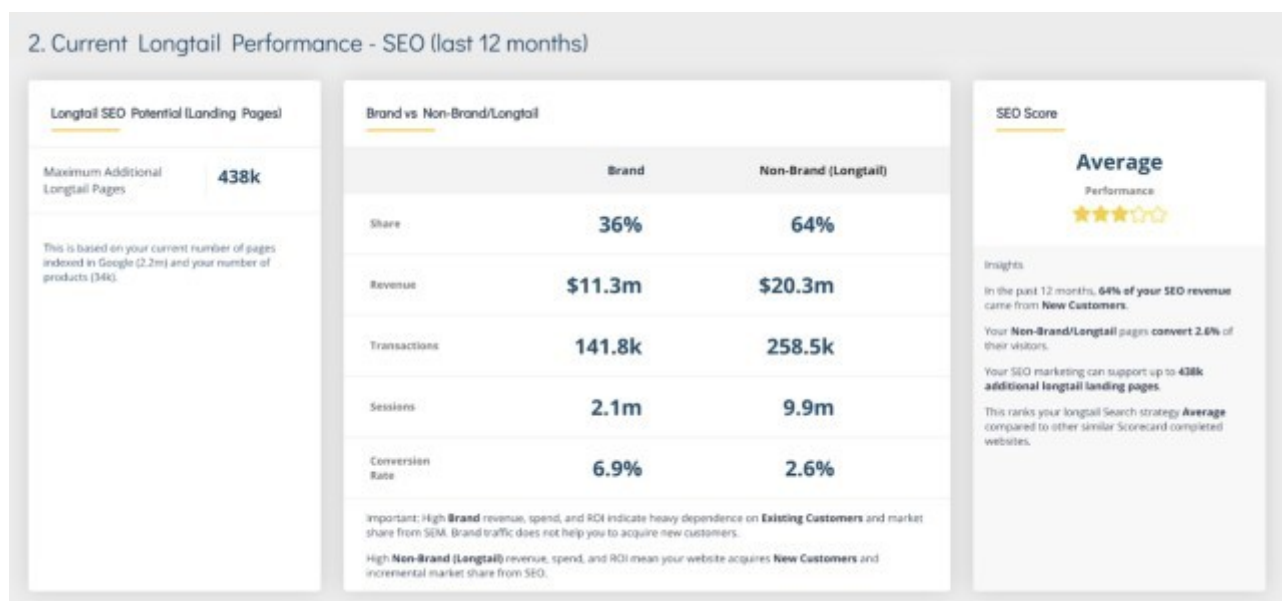 2. Current Longtail Performance - SEO (last 12 months)
Longtail SEO Potential (Landing Pages)
Maximum Additional
Longtail Pages
438k
This is based on your current number of pages
indexed in Google (2.2m) and your number of
products (34k).
Brand vs Non-Brand/Longtail
Brand Non-Brand (Longtail)
Share 36% 64%
Revenue $11.3m $20.3m
Transactions 141.8k 258.5k
Sessions 2.1m 9.9m
Conversion
Rate
6.9% 2.6%
Important: High Brand revenue, spend, and ROI indicate heavy dependence on Existing Customers and market
share from SEM. Brand traffic does not help you to acquire new customers.
High Non-Brand (Longtail) revenue, spend, and ROI mean your website acquires New Customers and
incremental market share from SEO.
SEO Score
Average
Performance
Insights
In the past 12 months, 64% of your SEO revenue
came from New Customers.
Your Non-Brand/Longtail pages convert 2.6% of
their visitors.
Your SEO marketing can support up to 438k
additional longtail landing pages.
This ranks your longtail Search strategy Average
compared to other similar Scorecard completed
websites.